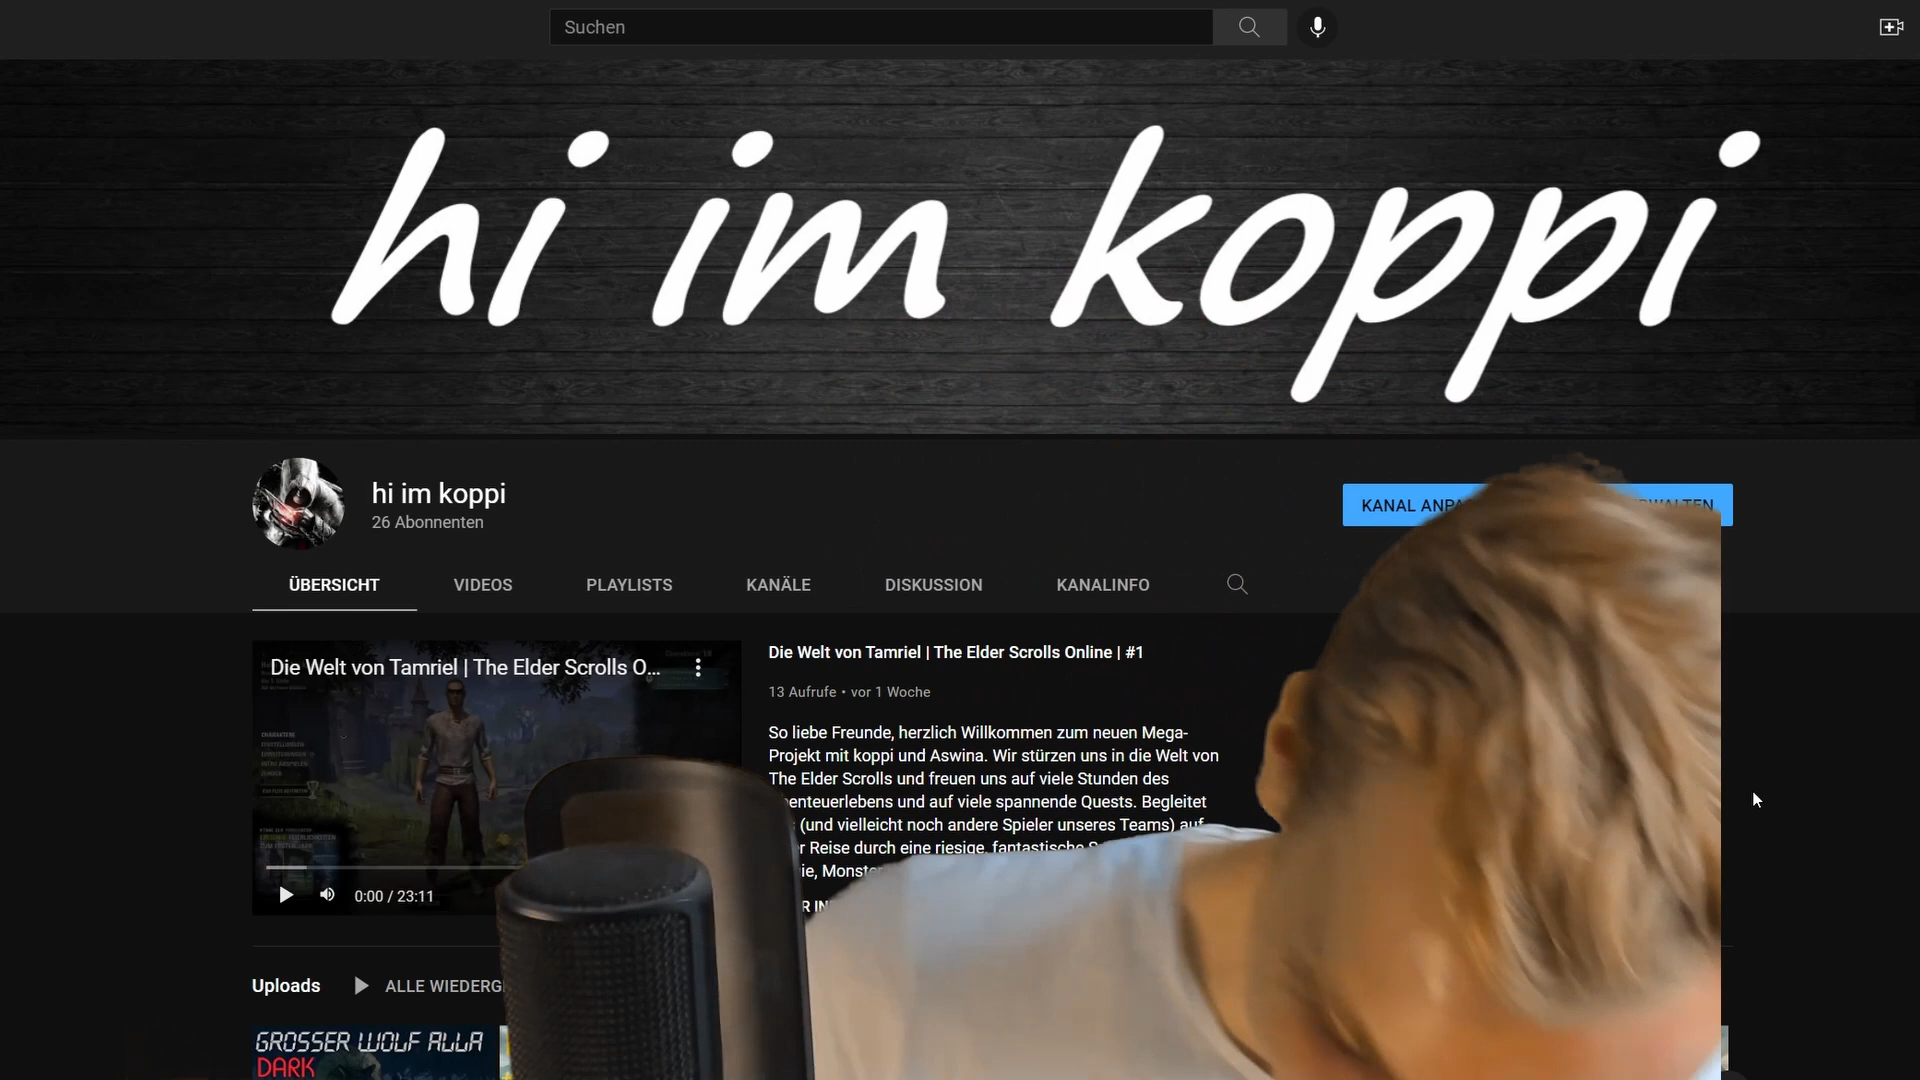 Suchen
hi im koppi
hi im koppi
26 Abonnenten
KANAL ANPA
WALTEN
ÜBERSICHT
VIDEOS
PLAYLISTS
KANÄLE
DISKUSSION
KANALINFO
Die Welt von Tamriel | The Elder Scrolls O...
Die Welt von Tamriel | The Elder Scrolls Online | #1
13 Aufrufe • vor 1 Woche
So liebe Freunde, herzlich Willkommen zum neuen Mega-
Projekt mit koppi und Aswina. Wir stürzen uns in die Welt von
The Elder Scrolls und freuen uns auf viele Stunden des
enteuerlebens und auf viele spannende Quests. Begleitet
(und vielleicht noch andere Spieler unseres Teams) auf
r Reise durch eine riesige, fantastische
ie, Monster
R IN
0:00 / 23:11
Uploads
ALLE WIEDERG
GROSSER WOLF ALLA
DARK